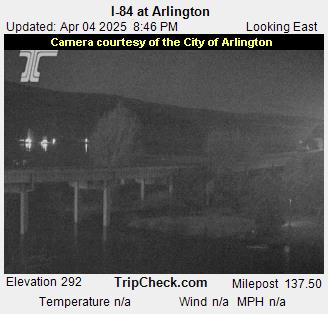 I-84 at Arlington
Updated: Apr 04 2025 8:46 PM Looking East
Camera courtesy of the City of Arlington
Elevation 292 TripCheck.com Milepost 137.50
Temperature n/a Wind n/a MPH n/a